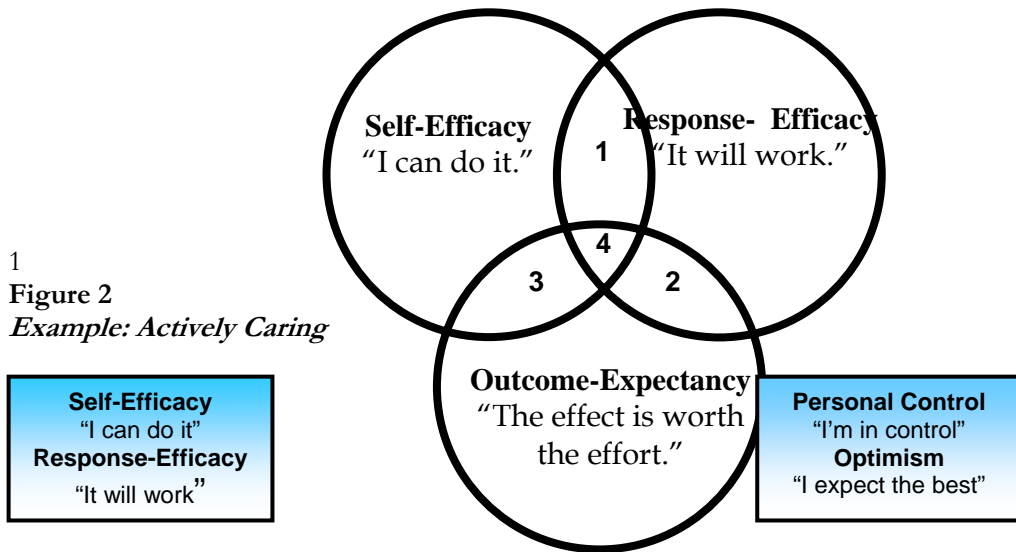 Self-Efficacy
“I can do it.”
Response- Efficacy
“It will work.”
1
4
3
2
1
Figure 2
Example: Actively Caring
Outcome-Expectancy
“The effect is worth
the effort.”
Self-Efficacy
“I can do it”
Response-Efficacy
“It will work”
Personal Control
“I’m in control”
Optimism
“I expect the best”